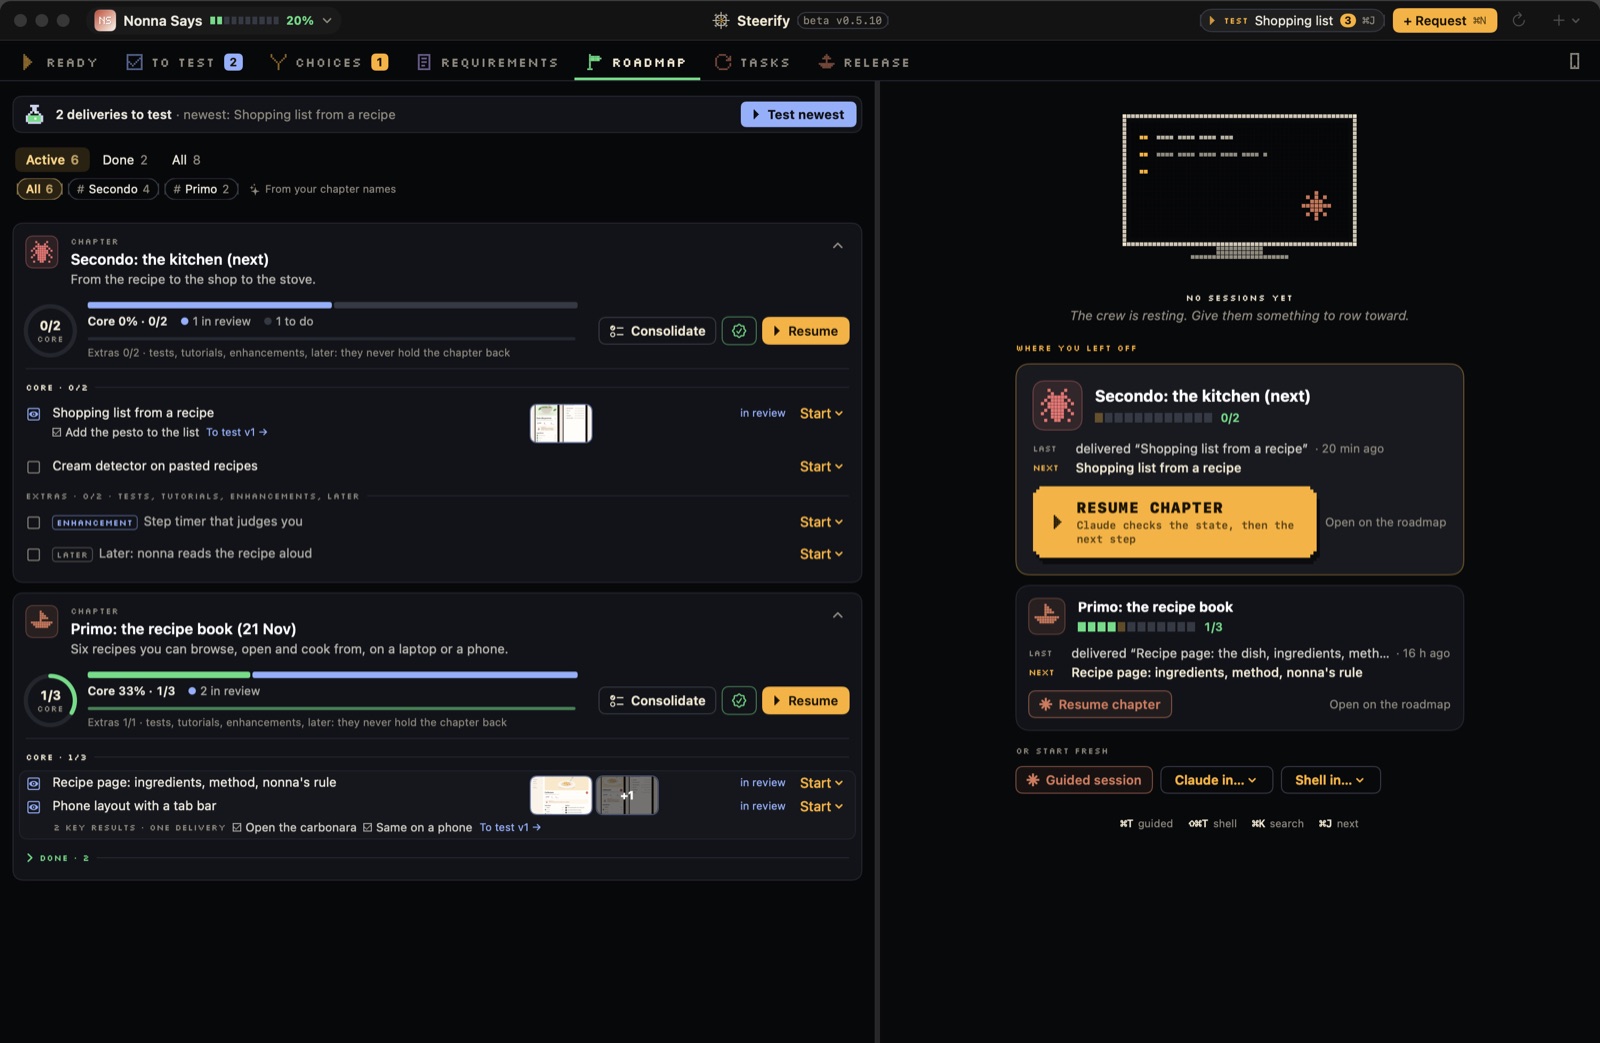 NS Nonna Says 20%
Steerify beta v0.5.10
TEST Shopping list 3 ⌘J
+ Request ⌘N
READY
TO TEST 2
CHOICES 1
REQUIREMENTS
ROADMAP
TASKS
RELEASE
2 deliveries to test · newest: Shopping list from a recipe
Test newest
Active 6 Done 2 All 8
All 6 # Secondo 4 # Primo 2 From your chapter names
CHAPTER
Secondo: the kitchen (next)
From the recipe to the shop to the stove.
0/2 CORE
Core 0% · 0/2 1 in review 1 to do
Extras 0/2 · tests, tutorials, enhancements, later: they never hold the chapter back
Consolidate
Resume
CORE · 0/2
Shopping list from a recipe in review Start
Add the pesto to the list To test v1 →
Cream detector on pasted recipes Start
EXTRAS · 0/2 · TESTS, TUTORIALS, ENHANCEMENTS, LATER
ENHANCEMENT Step timer that judges you Start
LATER Later: nonna reads the recipe aloud Start
CHAPTER
Primo: the recipe book (21 Nov)
Six recipes you can browse, open and cook from, on a laptop or a phone.
1/3 CORE
Core 33% · 1/3 2 in review
Extras 1/1 · tests, tutorials, enhancements, later: they never hold the chapter back
Consolidate
Resume
CORE · 1/3
Recipe page: ingredients, method, nonna's rule in review Start
+1
Phone layout with a tab bar in review Start
2 KEY RESULTS · ONE DELIVERY Open the carbonara Same on a phone To test v1 →
DONE · 2
NO SESSIONS YET
The crew is resting. Give them something to row toward.
WHERE YOU LEFT OFF
Secondo: the kitchen (next)
0/2
LAST delivered “Shopping list from a recipe” · 20 min ago
NEXT Shopping list from a recipe
RESUME CHAPTER
Claude checks the state, then the
next step
Open on the roadmap
Primo: the recipe book
1/3
LAST delivered “Recipe page: the dish, ingredients, meth... · 16 h ago
NEXT Recipe page: ingredients, method, nonna's rule
Resume chapter
Open on the roadmap
OR START FRESH
Guided session
Claude in...
Shell in...
⌘T guided ⇧⌘T shell ⌘K search ⌘J next